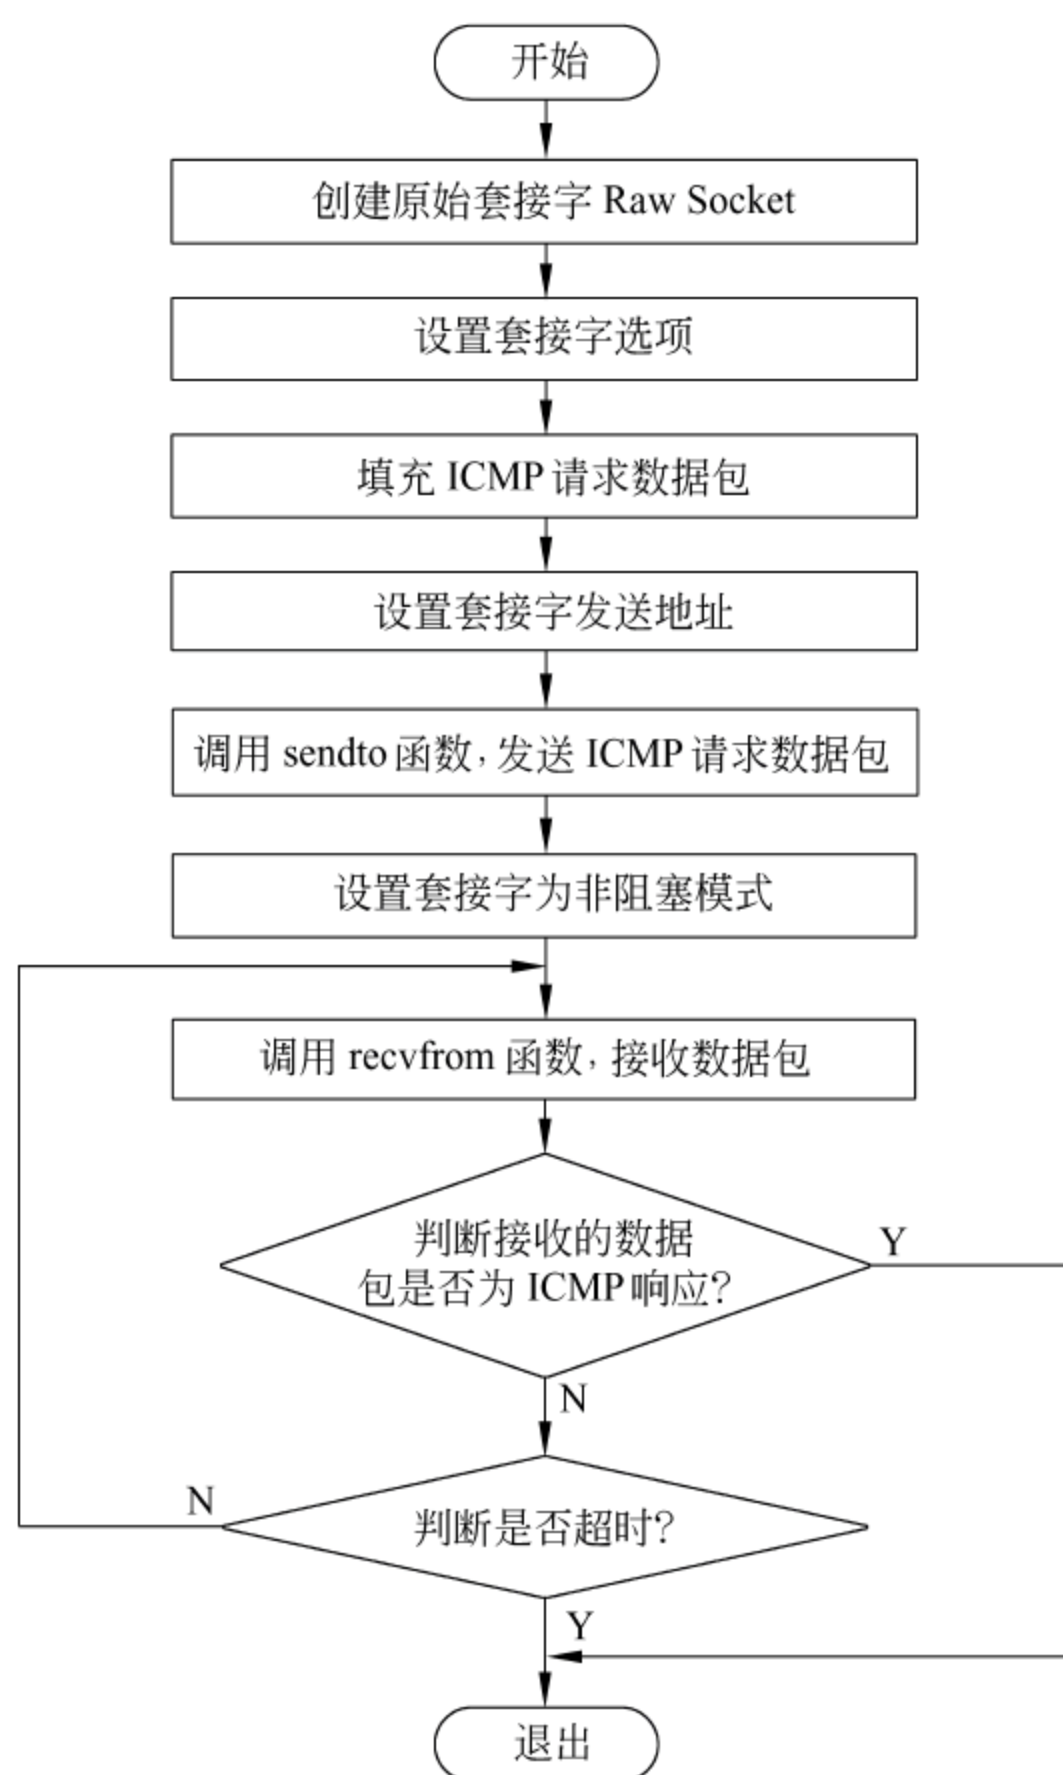 开始
创建原始套接字 Raw Socket
设置套接字选项
填充 ICMP 请求数据包
设置套接字发送地址
调用 sendto 函数，发送 ICMP 请求数据包
设置套接字为非阻塞模式
调用 recvfrom 函数，接收数据包
判断接收的数据
包是否为 ICMP 响应？
Y
N
判断是否超时？
N
Y
退出